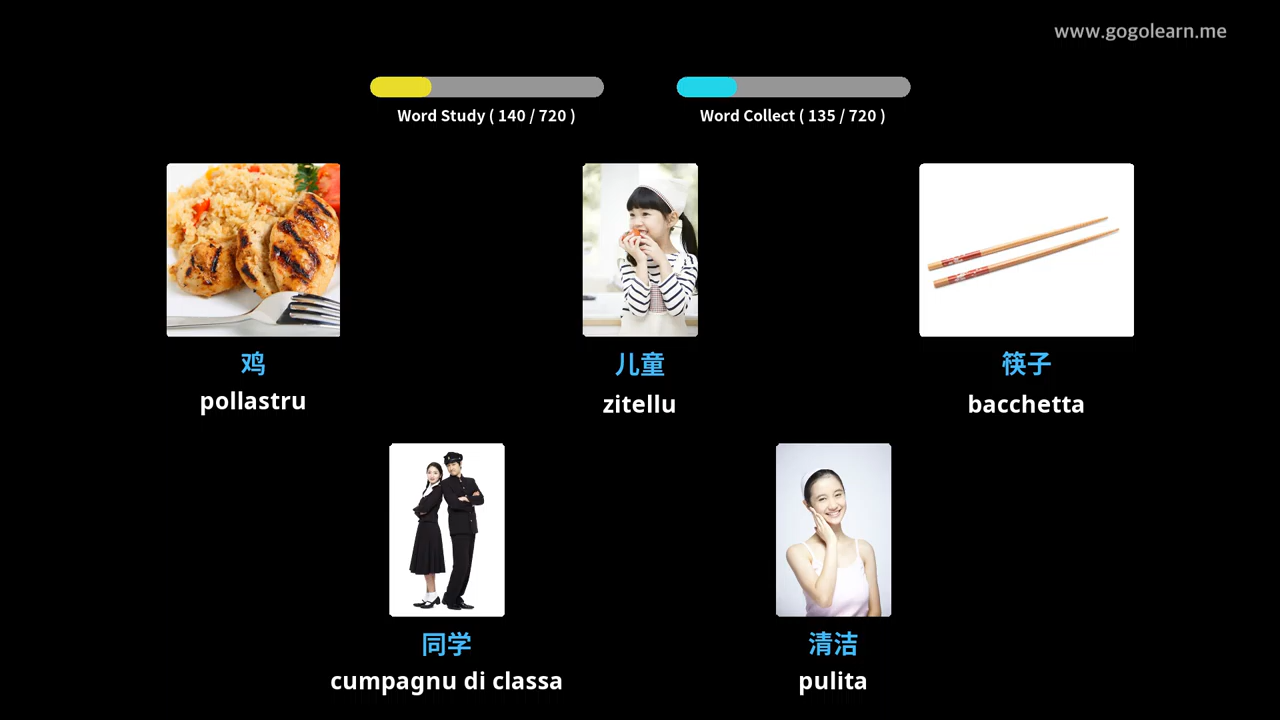 www.gogolearn.me
Word Study ( 140 / 720 )
Word Collect ( 135 / 720 )
鸡
pollastru
儿童
zitellu
筷子
bacchetta
同学
cumpagnu di classa
清洁
pulita